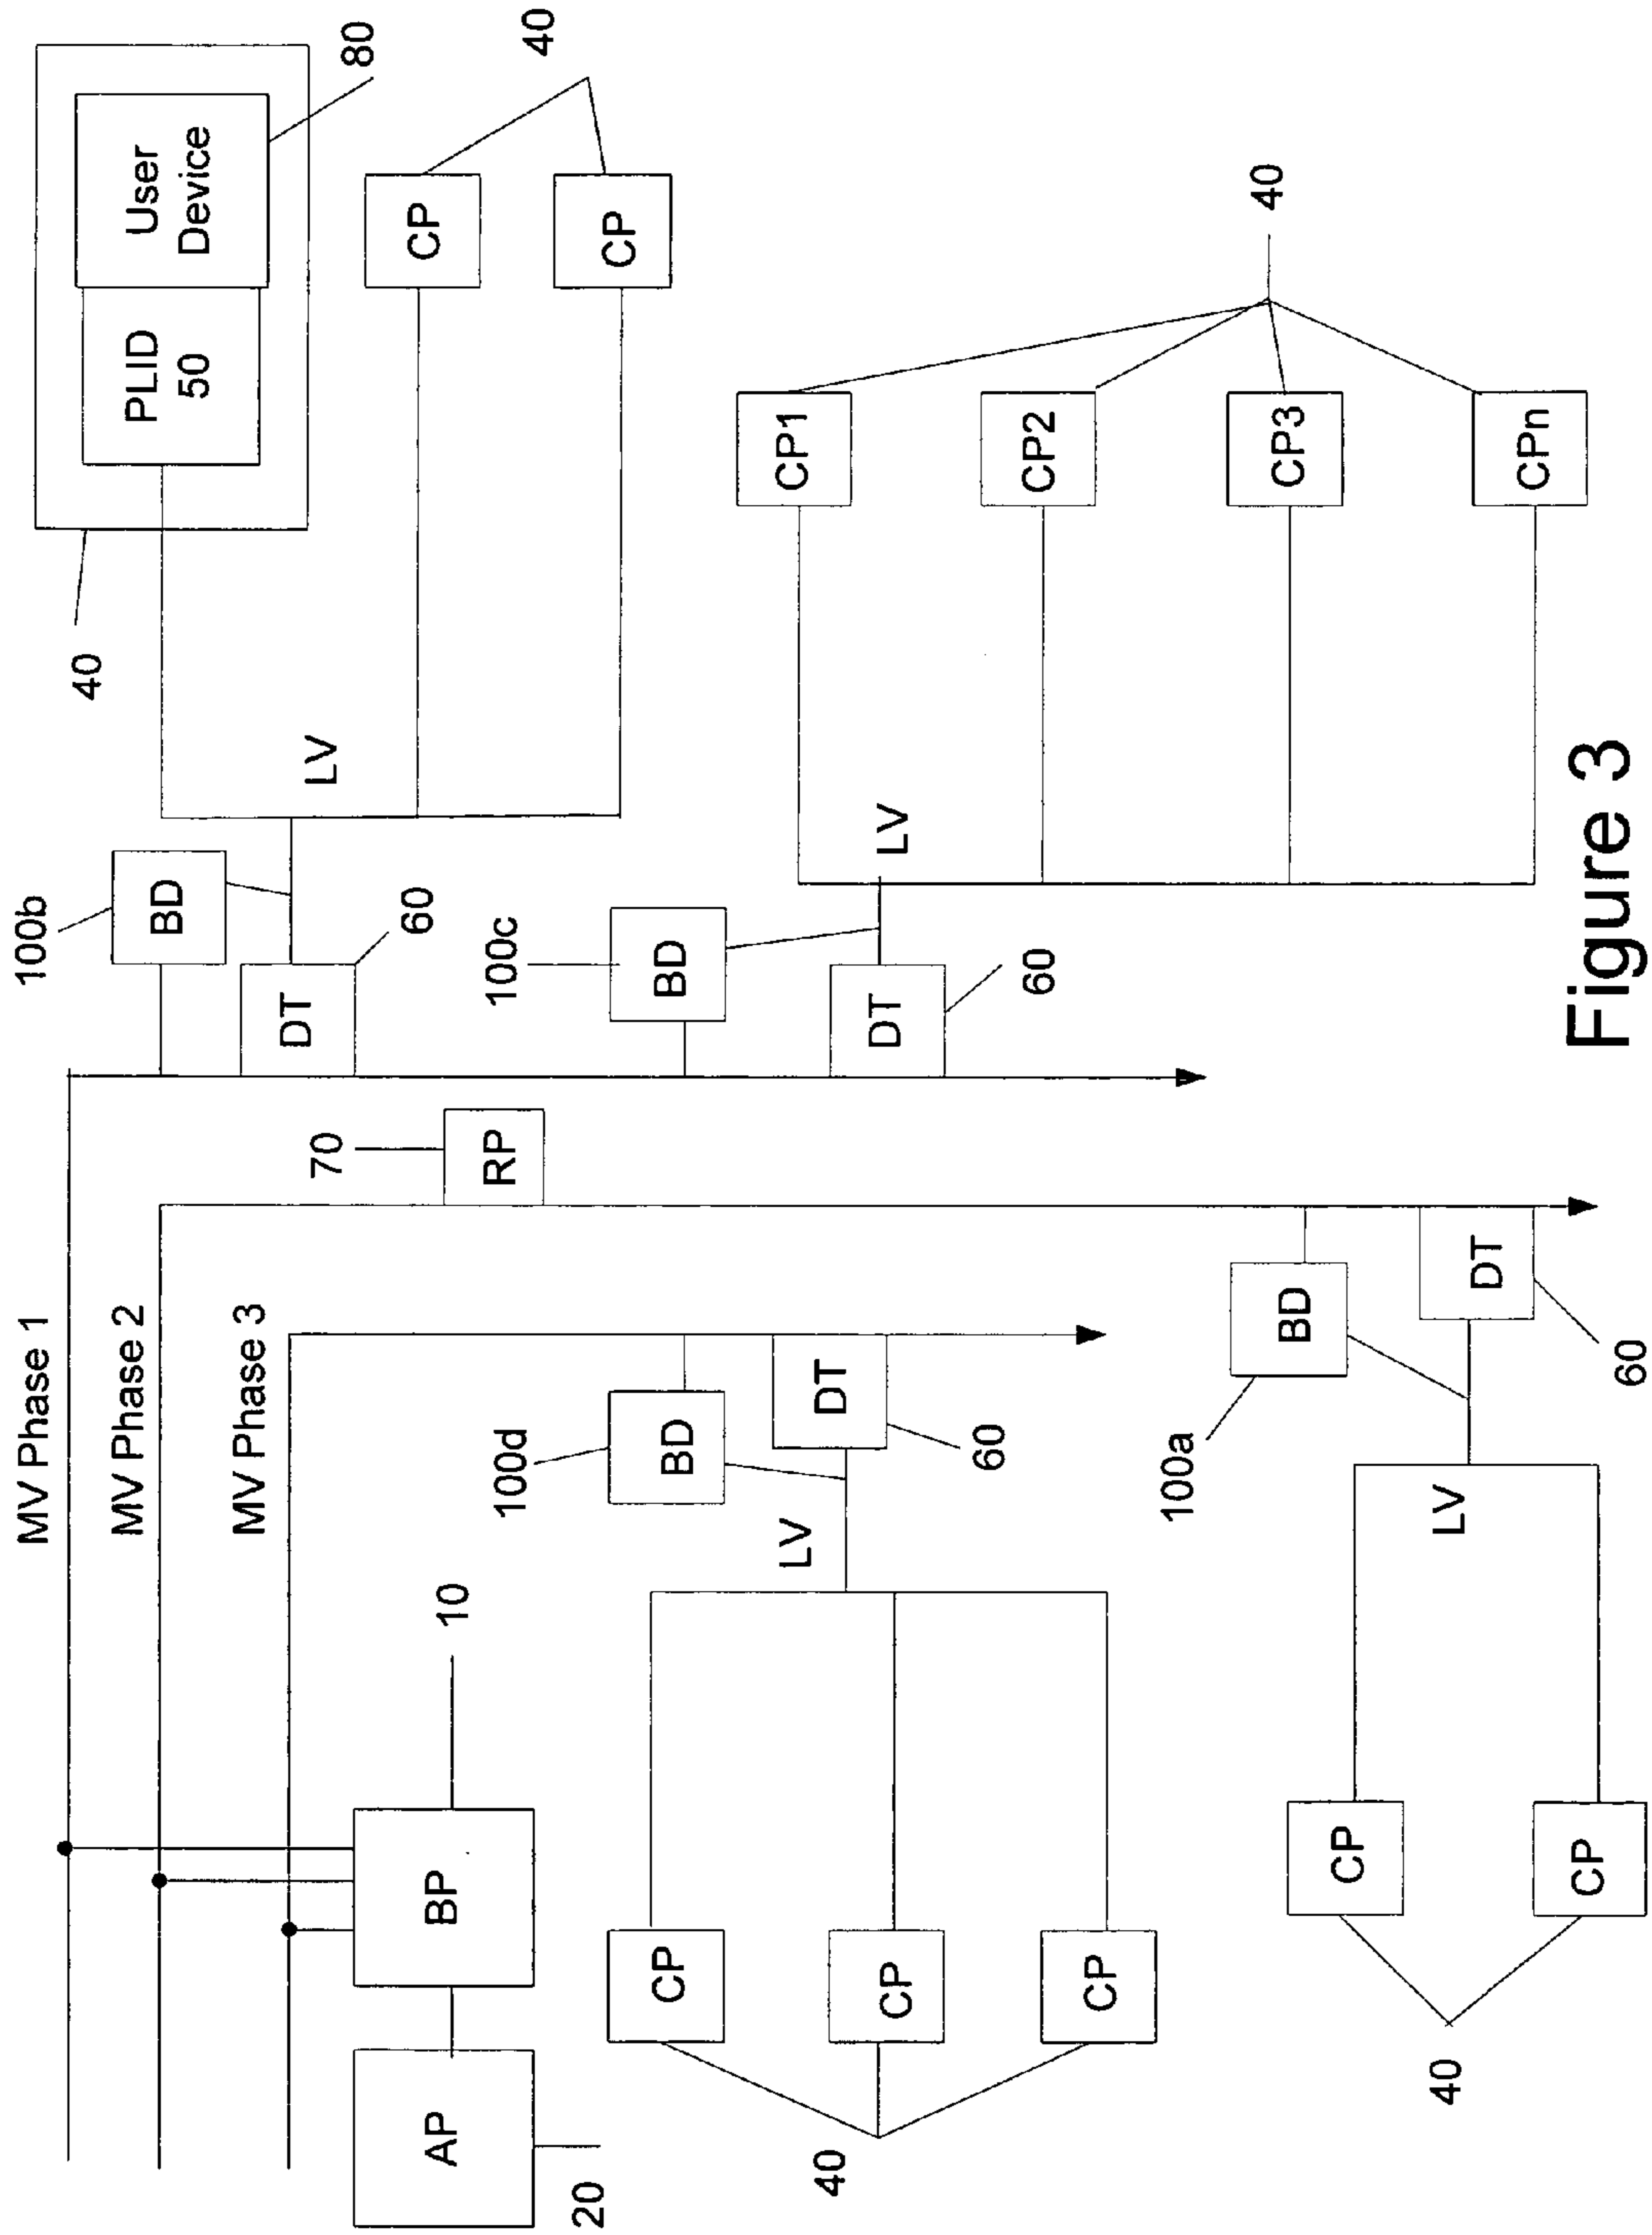 MV Phase 1
MV Phase 2
MV Phase 3
100b
BD
40
PLID
50
User
Device
80
LV
DT
60
CP
40
CP
70
RP
100c
BD
DT
60
LV
CP1
CP2
CP3
CPn
40
AP
20
BP
10
100d
BD
DT
60
LV
CP
CP
CP
40
100a
BD
DT
60
LV
CP
CP
40
Figure 3